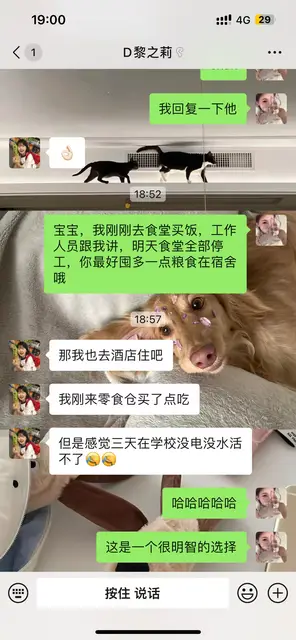 19:00
4G 29
1
D黎之莉
我回复一下他
18:52
宝宝，我刚刚去食堂买饭，工作
人员跟我讲，明天食堂全部停
工，你最好囤多一点粮食在宿舍
哦
18:57
那我也去酒店住吧
我刚来零食仓买了点吃
但是感觉三天在学校没电没水活
不了
哈哈哈哈哈
这是一个很明智的选择
按住 说话